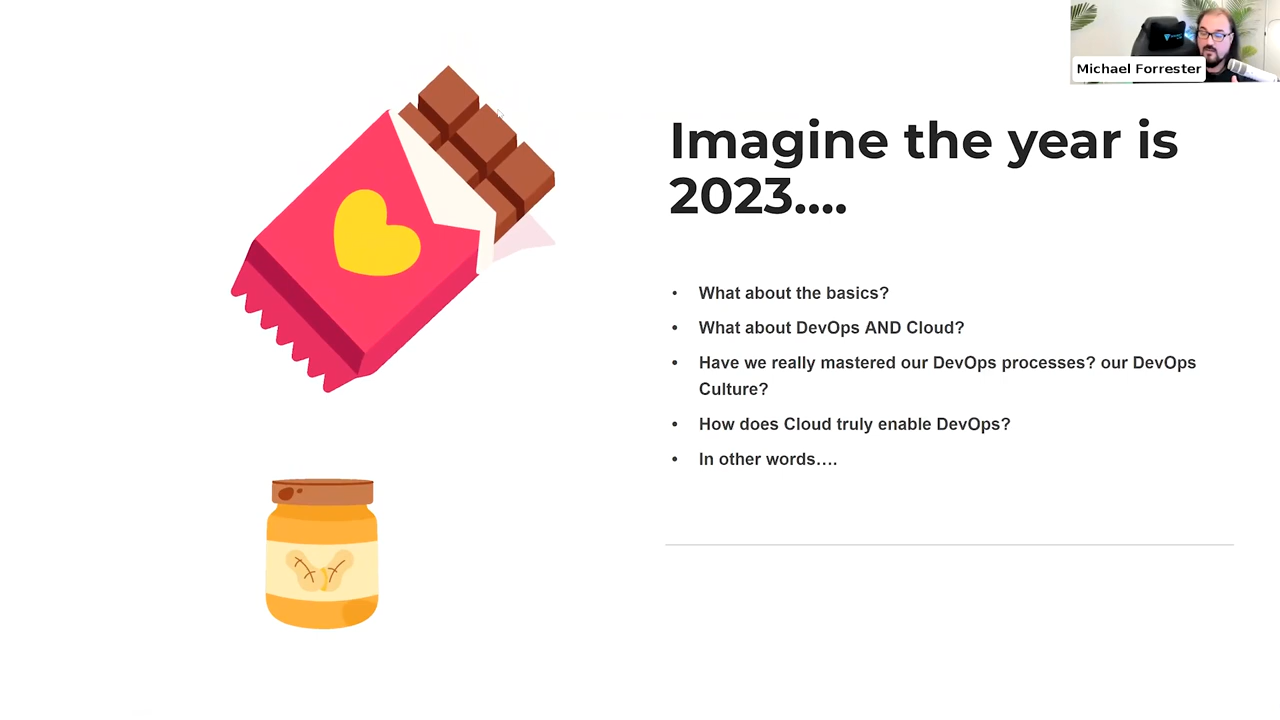 Michael Forrester
Imagine the year is
2023....
• What about the basics?
• What about DevOps AND Cloud?
• Have we really mastered our DevOps processes? our DevOps
Culture?
• How does Cloud truly enable DevOps?
• In other words….